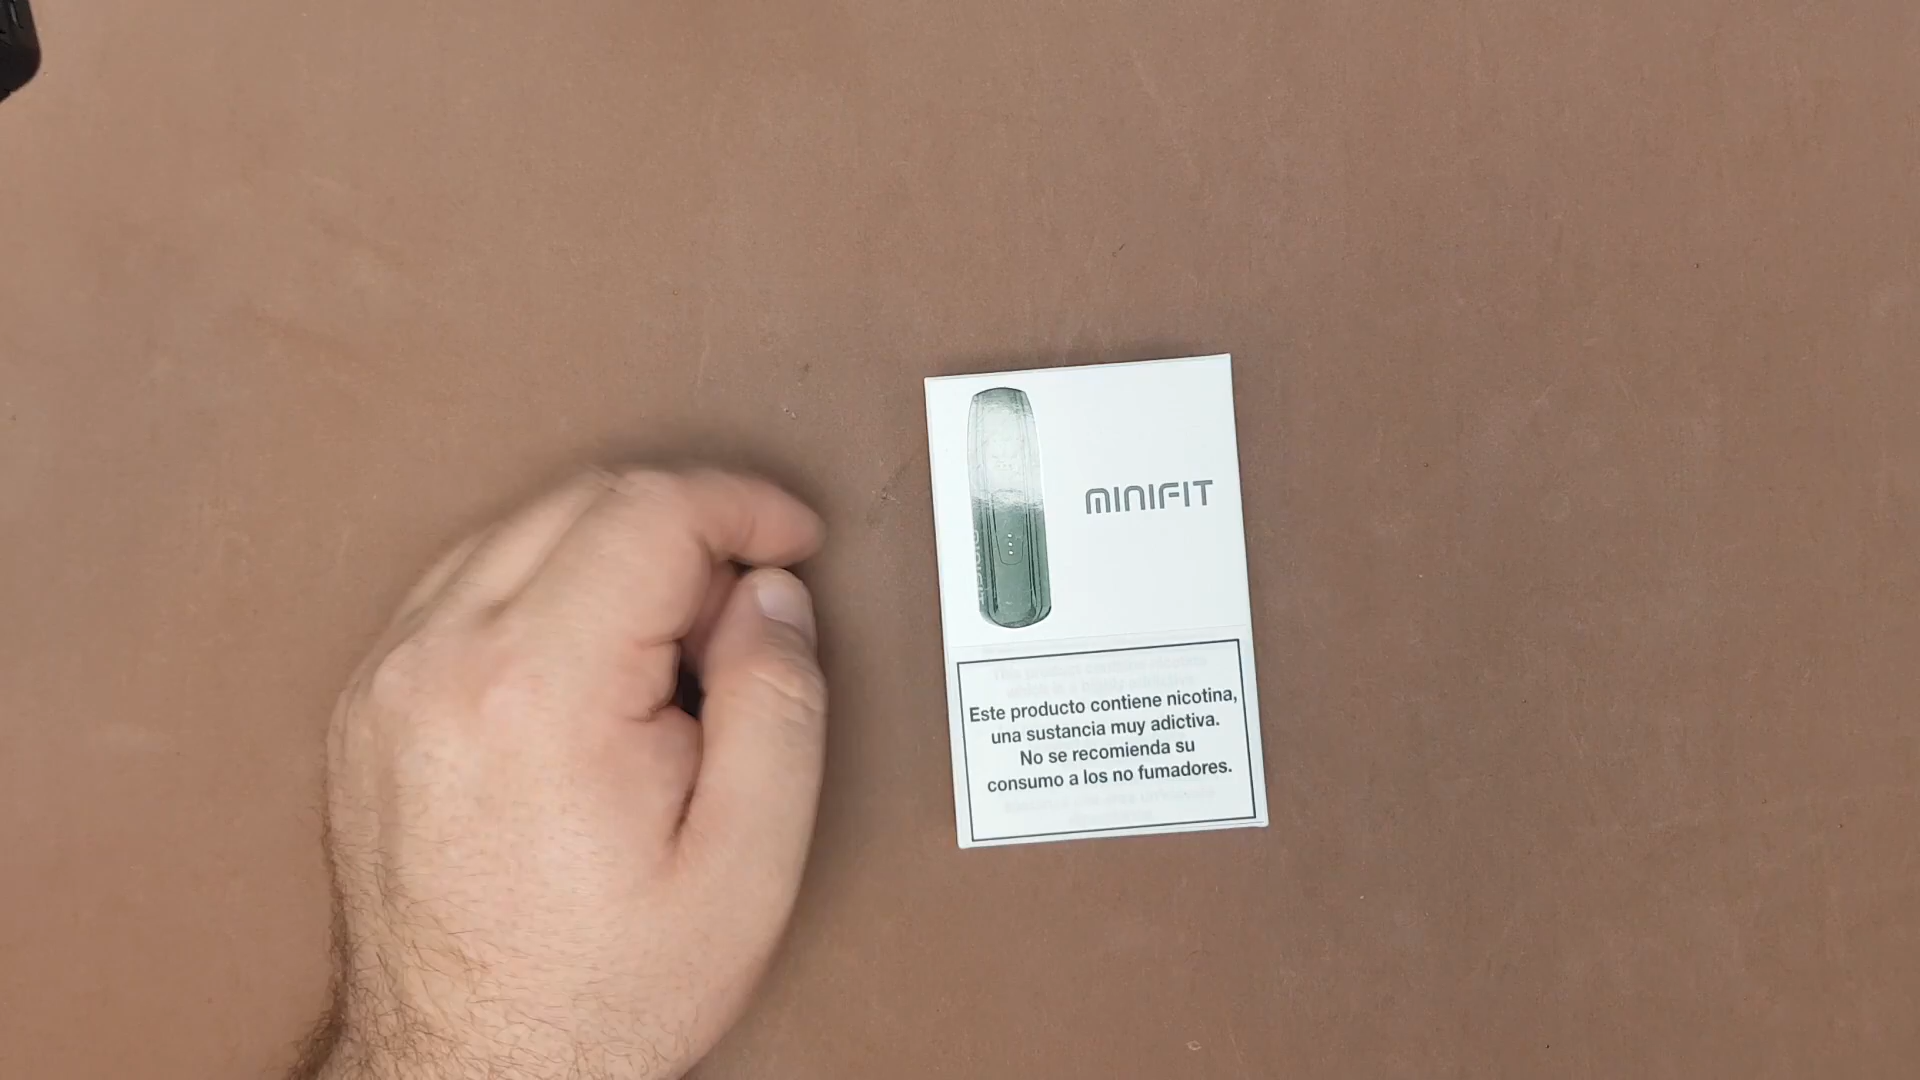 MINIFIT
Este producto contiene nicotina,
una sustancia muy adictiva.
No se recomienda su
consumo a los no fumadores.